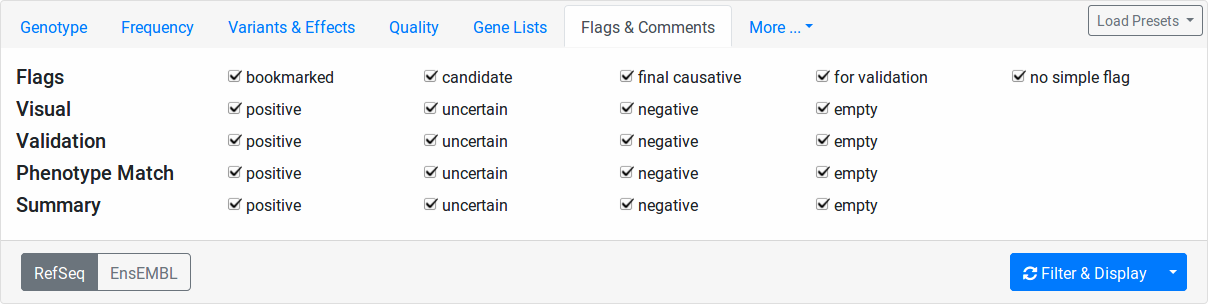 Genotype Frequency Variants & Effects Quality Gene Lists Flags & Comments More ... Load Presets
Flags bookmarked candidate final causative for validation no simple flag
Visual positive uncertain negative empty
Validation positive uncertain negative empty
Phenotype Match positive uncertain negative empty
Summary positive uncertain negative empty
RefSeq EnsEMBL Filter & Display